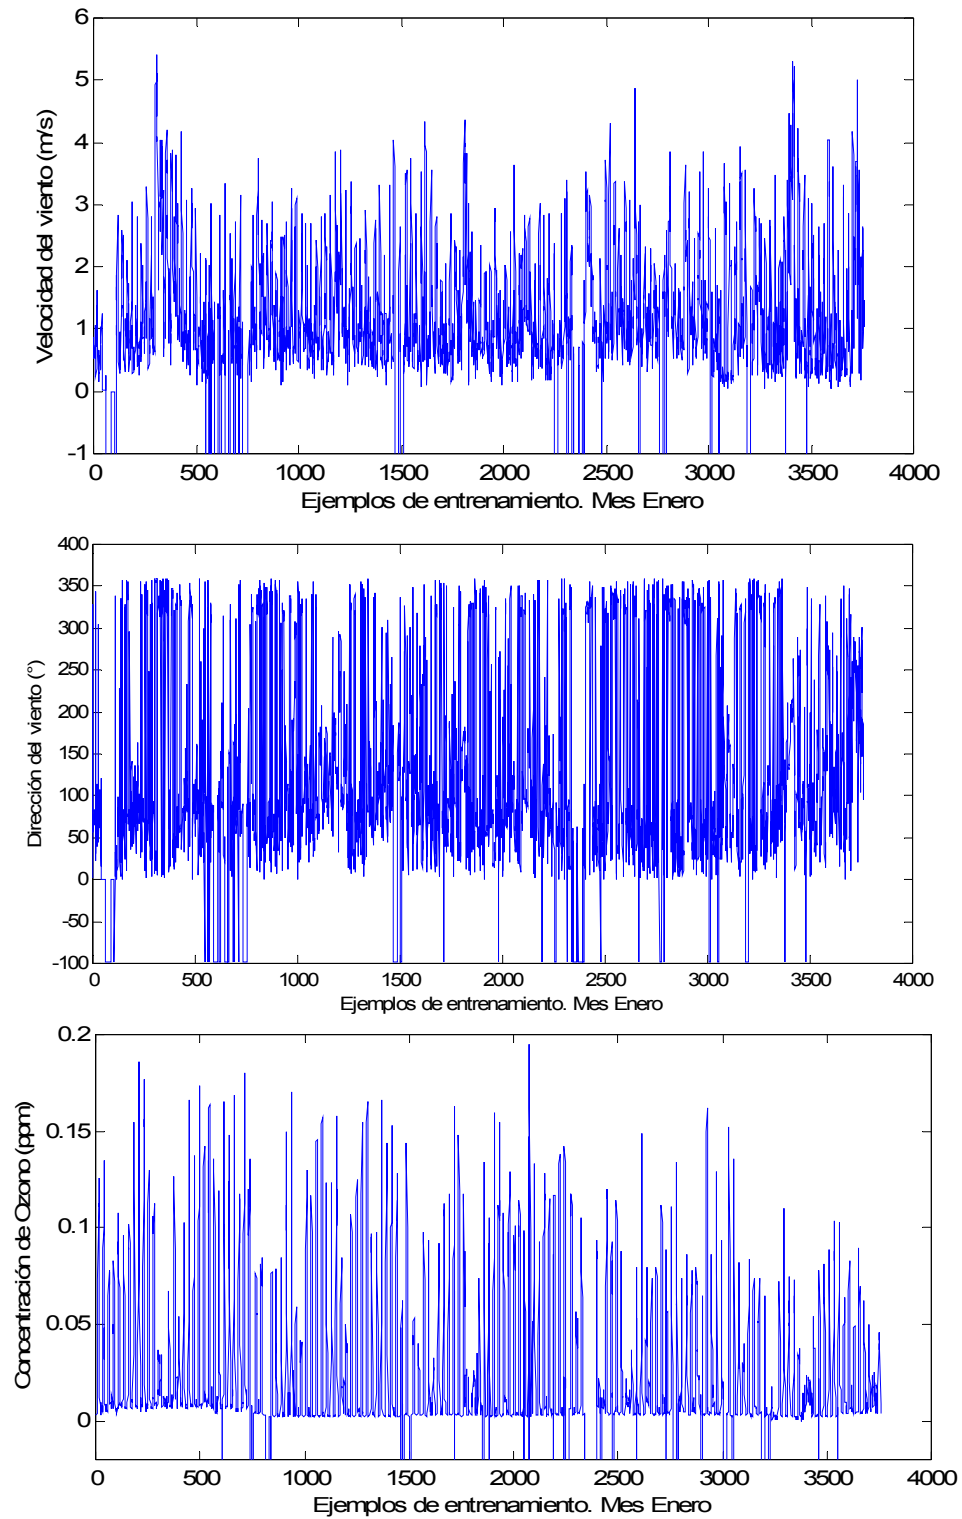 6
5
4
3
2
1
0
-1
Velocidad del viento (m/s)
0 500 1000 1500 2000 2500 3000 3500 4000
Ejemplos de entrenamiento. Mes Enero
400
350
300
250
200
150
100
50
0
-50
-100
Dirección del viento (°)
0 500 1000 1500 2000 2500 3000 3500 4000
Ejemplos de entrenamiento. Mes Enero
0.2
0.15
0.1
0.05
0
Concentración de Ozono (ppm)
0 500 1000 1500 2000 2500 3000 3500 4000
Ejemplos de entrenamiento. Mes Enero